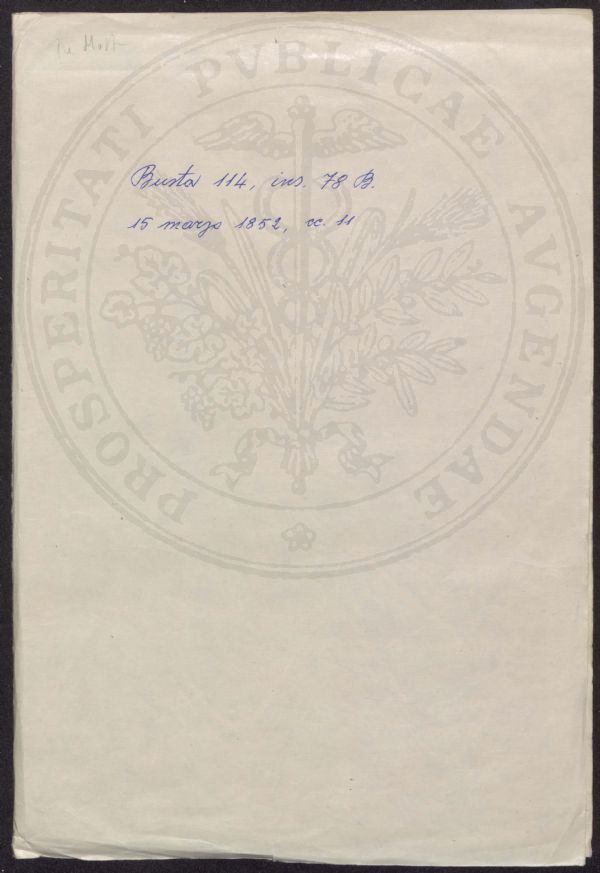 Busta 114, ins. 78 B.
15 marzo 1852, cc. 11
PROSPERITATI PVBLICAE AVGENDAE